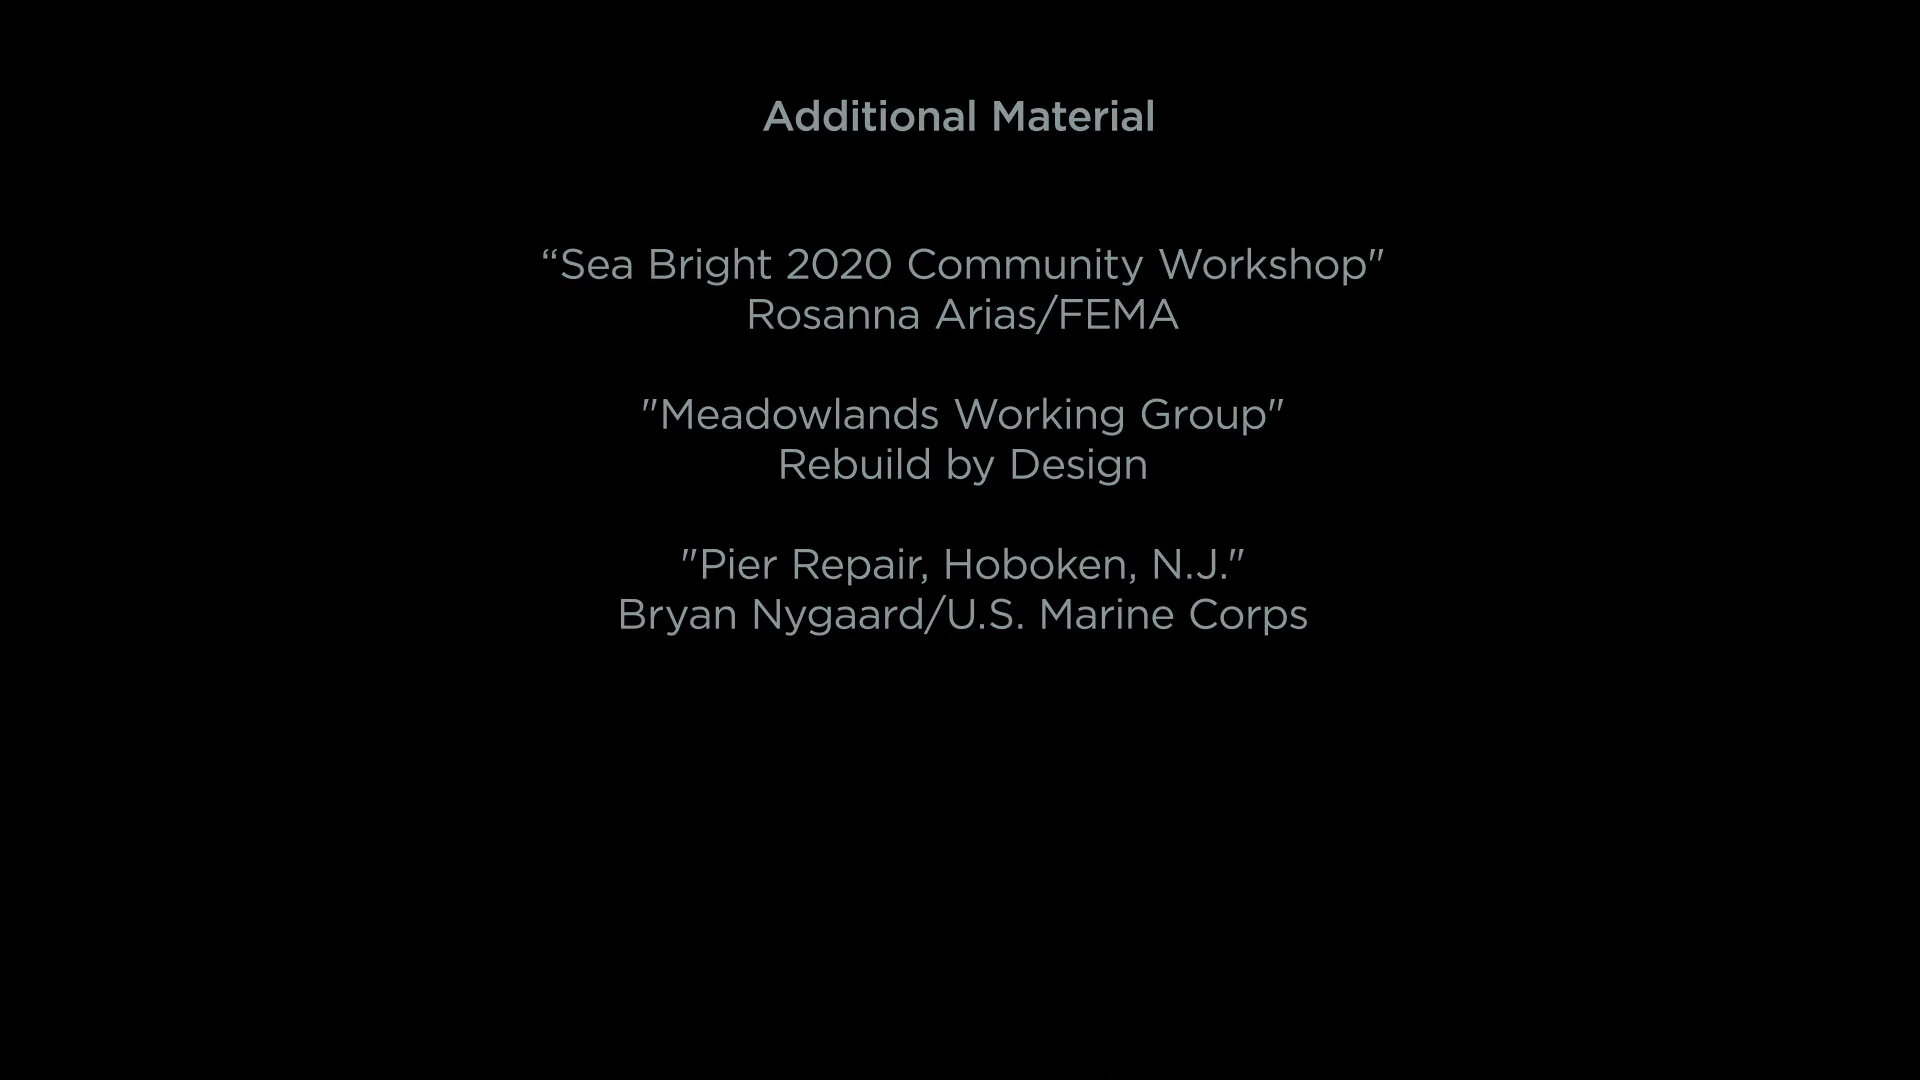 Additional Material
“Sea Bright 2020 Community Workshop"
Rosanna Arias/FEMA
"Meadowlands Working Group"
Rebuild by Design
"Pier Repair, Hoboken, N.J."
Bryan Nygaard/U.S. Marine Corps